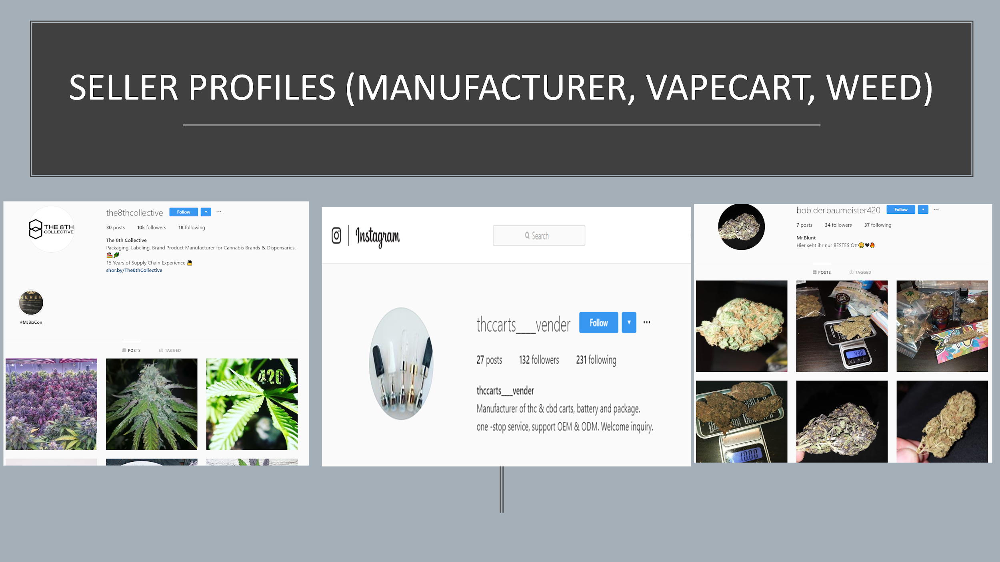 SELLER PROFILES (MANUFACTURER, VAPECART, WEED)
THE 8TH
COLLECTIVE
the8thcollective Follow
30 posts 10k followers 18 following
The 8th Collective
Packaging, Labeling, Brand Product Manufacturer for Cannabis Brands & Dispensaries.
15 Years of Supply Chain Experience
shor.by/The8thCollective
HERER
GROUP
#MJBizCon
POSTS TAGGED
420
Instagram Search
thccarts____vender Follow
27 posts 132 followers 231 following
thccarts____vender
Manufacturer of thc & cbd carts, battery and package.
one -stop service, support OEM & ODM. Welcome inquiry.
bob.der.baumeister420 Follow
7 posts 34 followers 37 following
Mr.Blunt
Hier seht ihr nur BESTES Ott
POSTS TAGGED
4.38
10.00